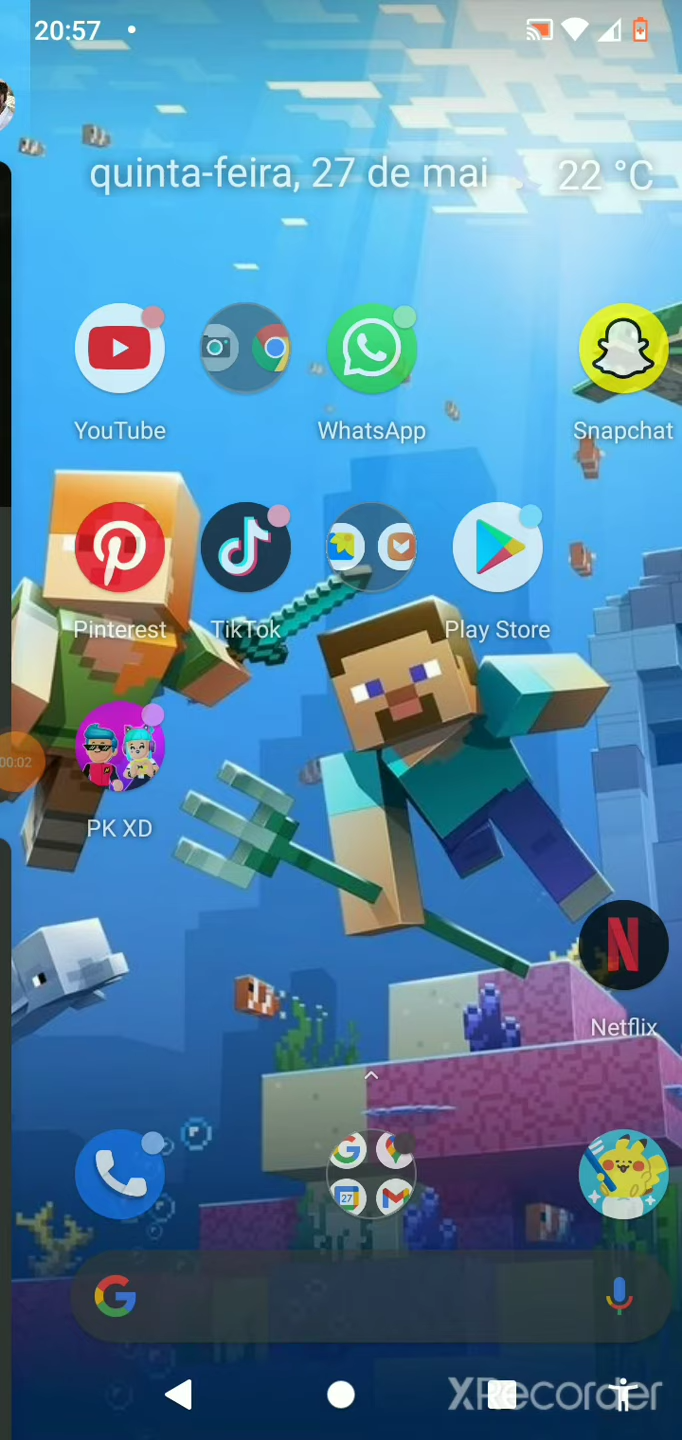 20:57
quinta-feira, 27 de mai 22 °C
YouTube WhatsApp Snapchat
Pinterest TikTok Play Store
00:02
PK XD
Netflix
27
XRecorder